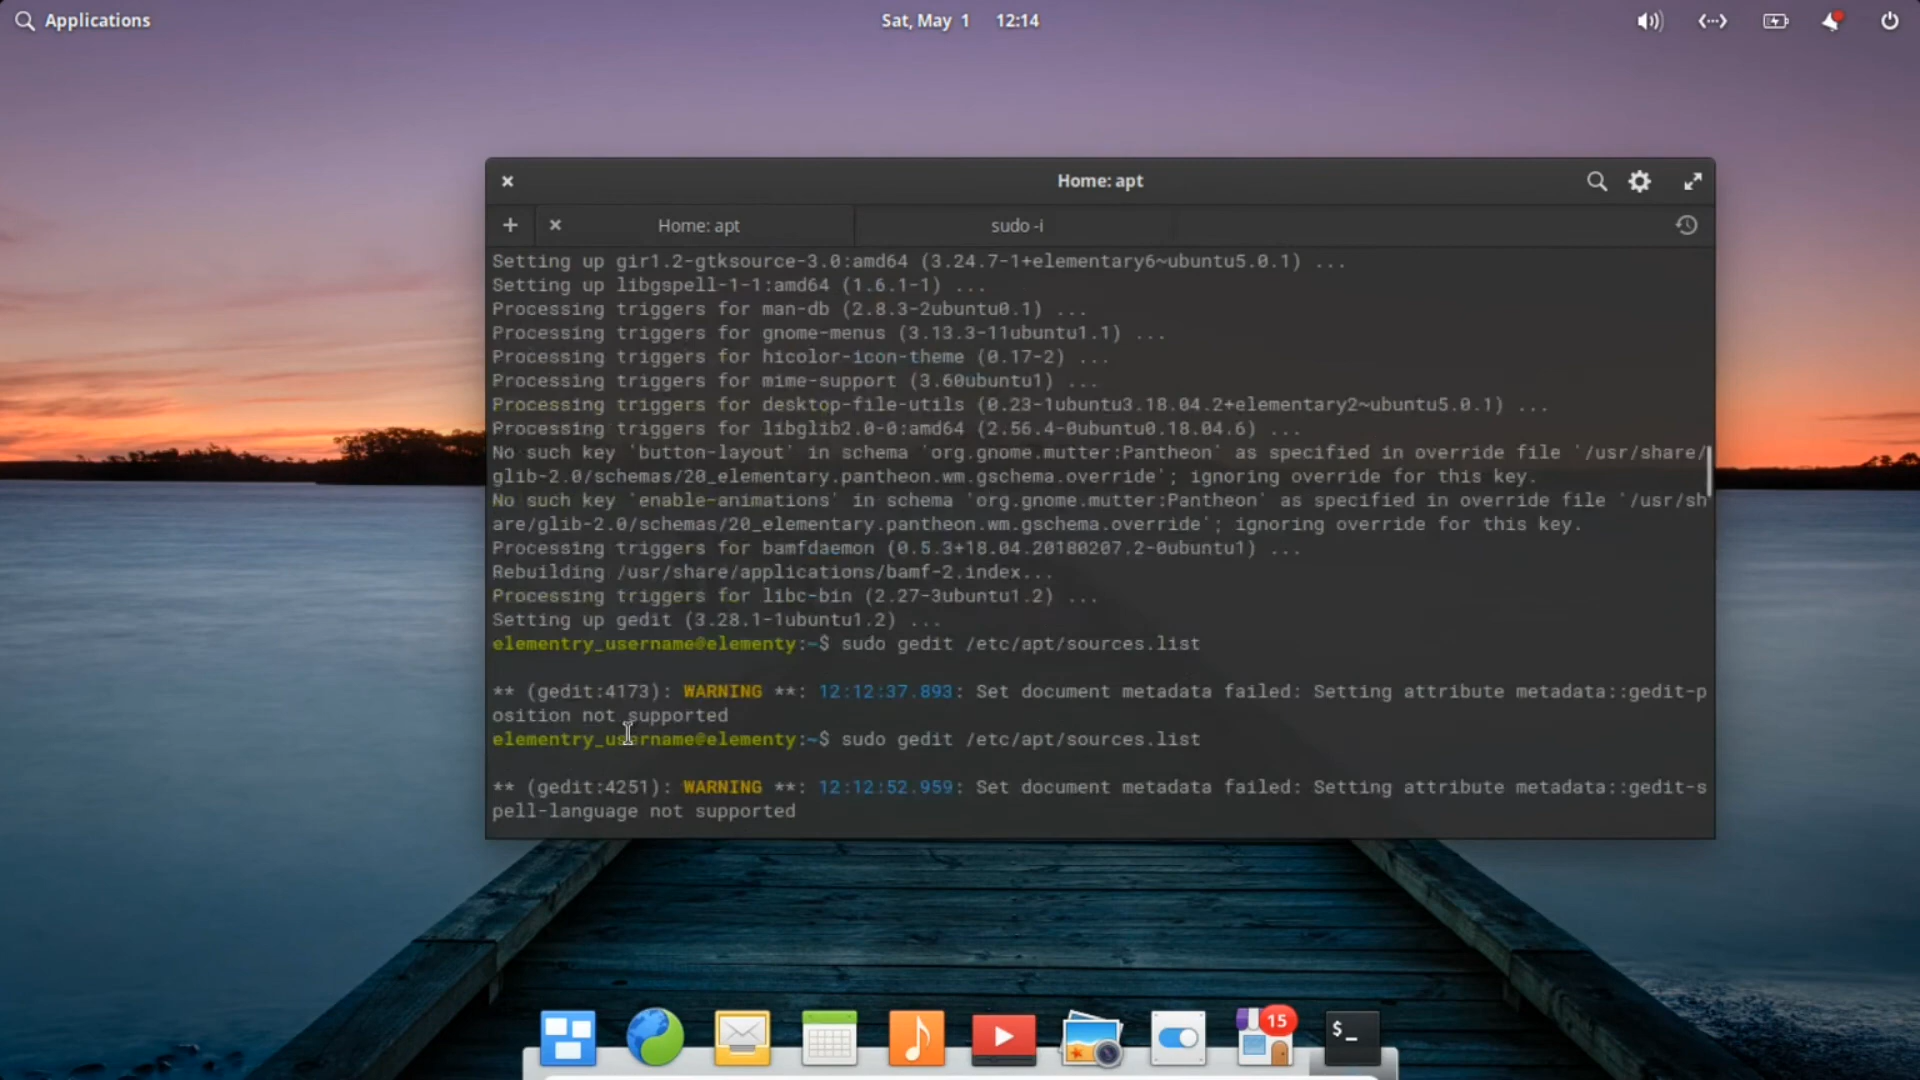 Applications
Sat, May 1 12:14
Home: apt
Home: apt
sudo -i
Setting up gir1.2-gtksource-3.0:amd64 (3.24.7-1+elementary6~ubuntu5.0.1) ...
Setting up libgspell-1-1:amd64 (1.6.1-1) ...
Processing triggers for man-db (2.8.3-2ubuntu0.1) ...
Processing triggers for gnome-menus (3.13.3-11ubuntu1.1) ...
Processing triggers for hicolor-icon-theme (0.17-2) ...
Processing triggers for mime-support (3.60ubuntu1) ...
Processing triggers for desktop-file-utils (0.23-1ubuntu3.18.04.2+elementary2~ubuntu5.0.1) ...
Processing triggers for libglib2.0-0:amd64 (2.56.4-0ubuntu0.18.04.6) ...
No such key 'button-layout' in schema 'org.gnome.mutter:Pantheon' as specified in override file '/usr/share/
glib-2.0/schemas/20_elementary.pantheon.wm.gschema.override'; ignoring override for this key.
No such key 'enable-animations' in schema 'org.gnome.mutter:Pantheon' as specified in override file '/usr/sh
are/glib-2.0/schemas/20_elementary.pantheon.wm.gschema.override'; ignoring override for this key.
Processing triggers for bamfdaemon (0.5.3+18.04.20180207.2-0ubuntu1) ...
Rebuilding /usr/share/applications/bamf-2.index...
Processing triggers for libc-bin (2.27-3ubuntu1.2) ...
Setting up gedit (3.28.1-1ubuntu1.2) ...
elementry_username@elementy:~$ sudo gedit /etc/apt/sources.list
** (gedit:4173): WARNING **: 12:12:37.893: Set document metadata failed: Setting attribute metadata::gedit-p
osition not supported
elementry_username@elementy:~$ sudo gedit /etc/apt/sources.list
** (gedit:4251): WARNING **: 12:12:52.959: Set document metadata failed: Setting attribute metadata::gedit-s
pell-language not supported
15
$_